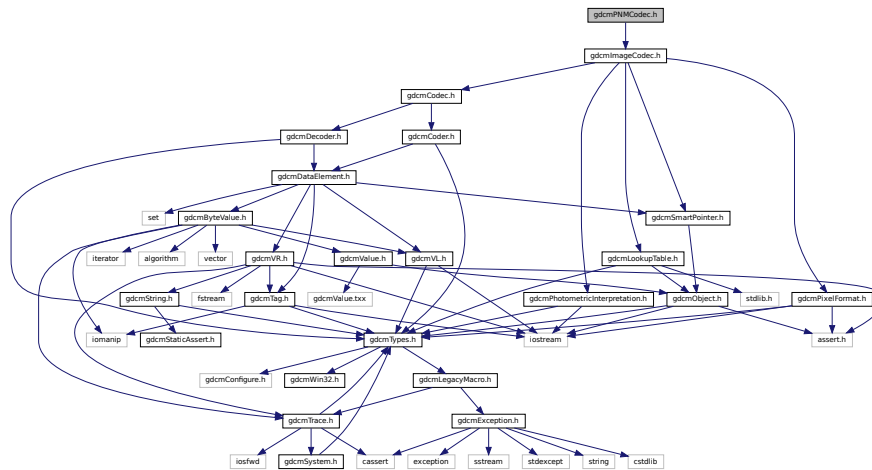 gdcmPNMCodec.h
gdcmImageCodec.h
gdcmCodec.h
gdcmDecoder.h
gdcmCoder.h
gdcmDataElement.h
set
gdcmByteValue.h
gdcmSmartPointer.h
iterator
algorithm
vector
gdcmVR.h
gdcmValue.h
gdcmVL.h
gdcmLookupTable.h
gdcmString.h
fstream
gdcmTag.h
gdcmValue.txx
gdcmPhotometricInterpretation.h
gdcmObject.h
stdlib.h
gdcmPixelFormat.h
iomanip
gdcmStaticAssert.h
gdcmTypes.h
iostream
assert.h
gdcmConfigure.h
gdcmWin32.h
gdcmLegacyMacro.h
gdcmTrace.h
gdcmException.h
iosfwd
gdcmSystem.h
cassert
exception
sstream
stdexcept
string
cstdlib